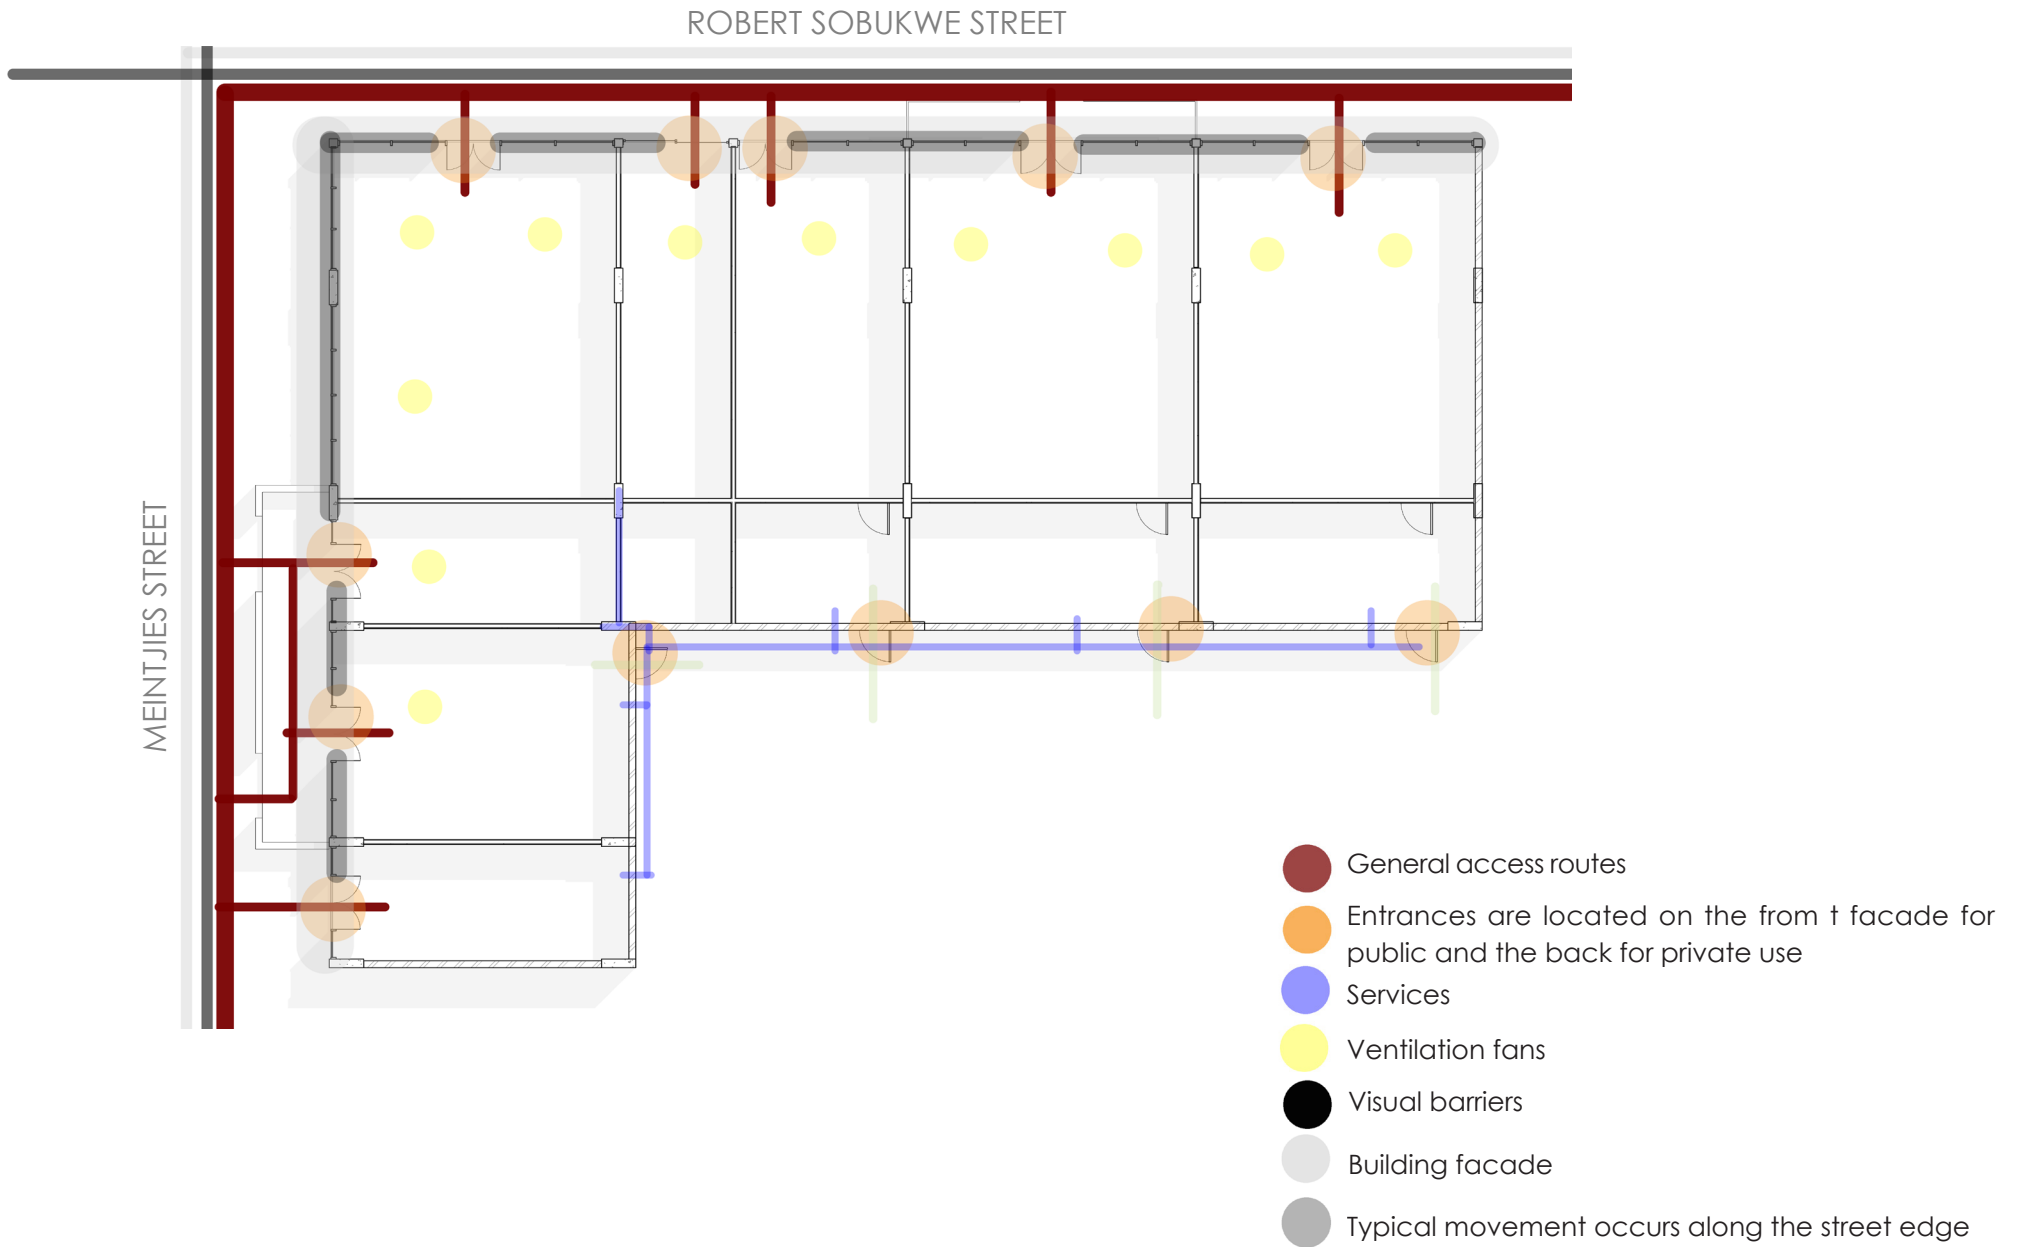 ROBERT SOBUKWE STREET
MEINTJIES STREET
General access routes
Entrances are located on the from t facade for
public and the back for private use
Services
Ventilation fans
Visual barriers
Building facade
Typical movement occurs along the street edge